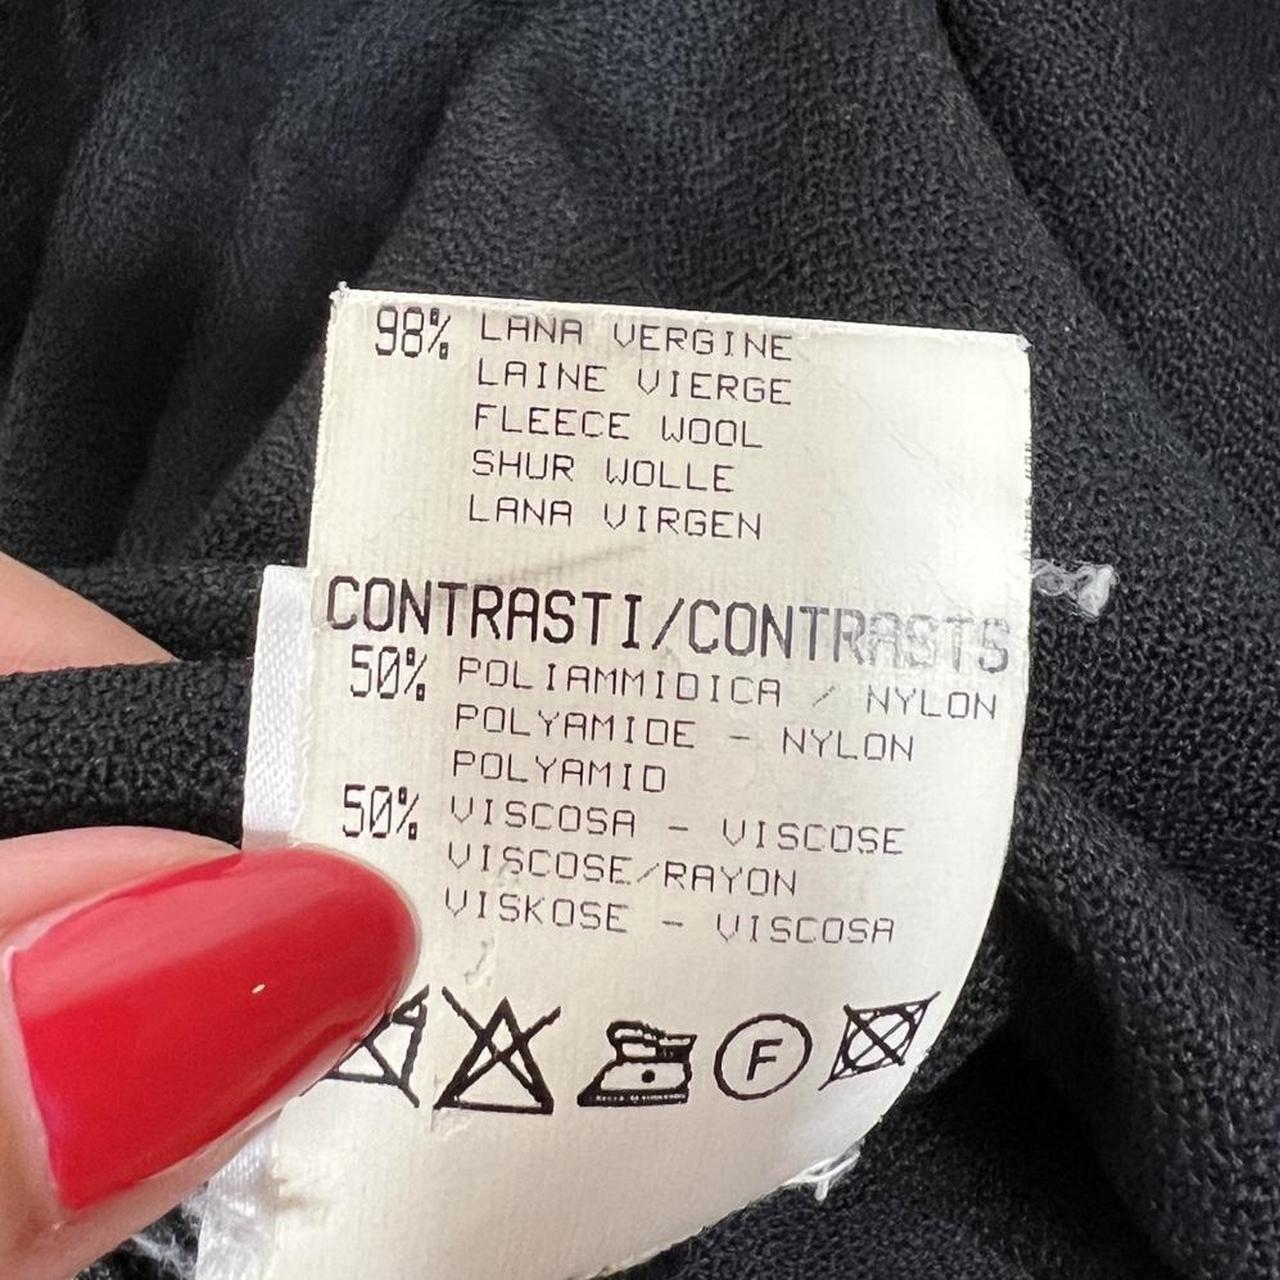 98% LANA VERGINE
LAINE VIERGE
FLEECE WOOL
SHUR WOLLE
LANA VIRGEN
CONTRASTI/CONTRASTS
50% POLIAMMIDICA / NYLON
POLYAMIDE - NYLON
POLYAMID
50% VISCOSA - VISCOSE
VISCOSE/RAYON
VISKOSE - VISCOSA
F